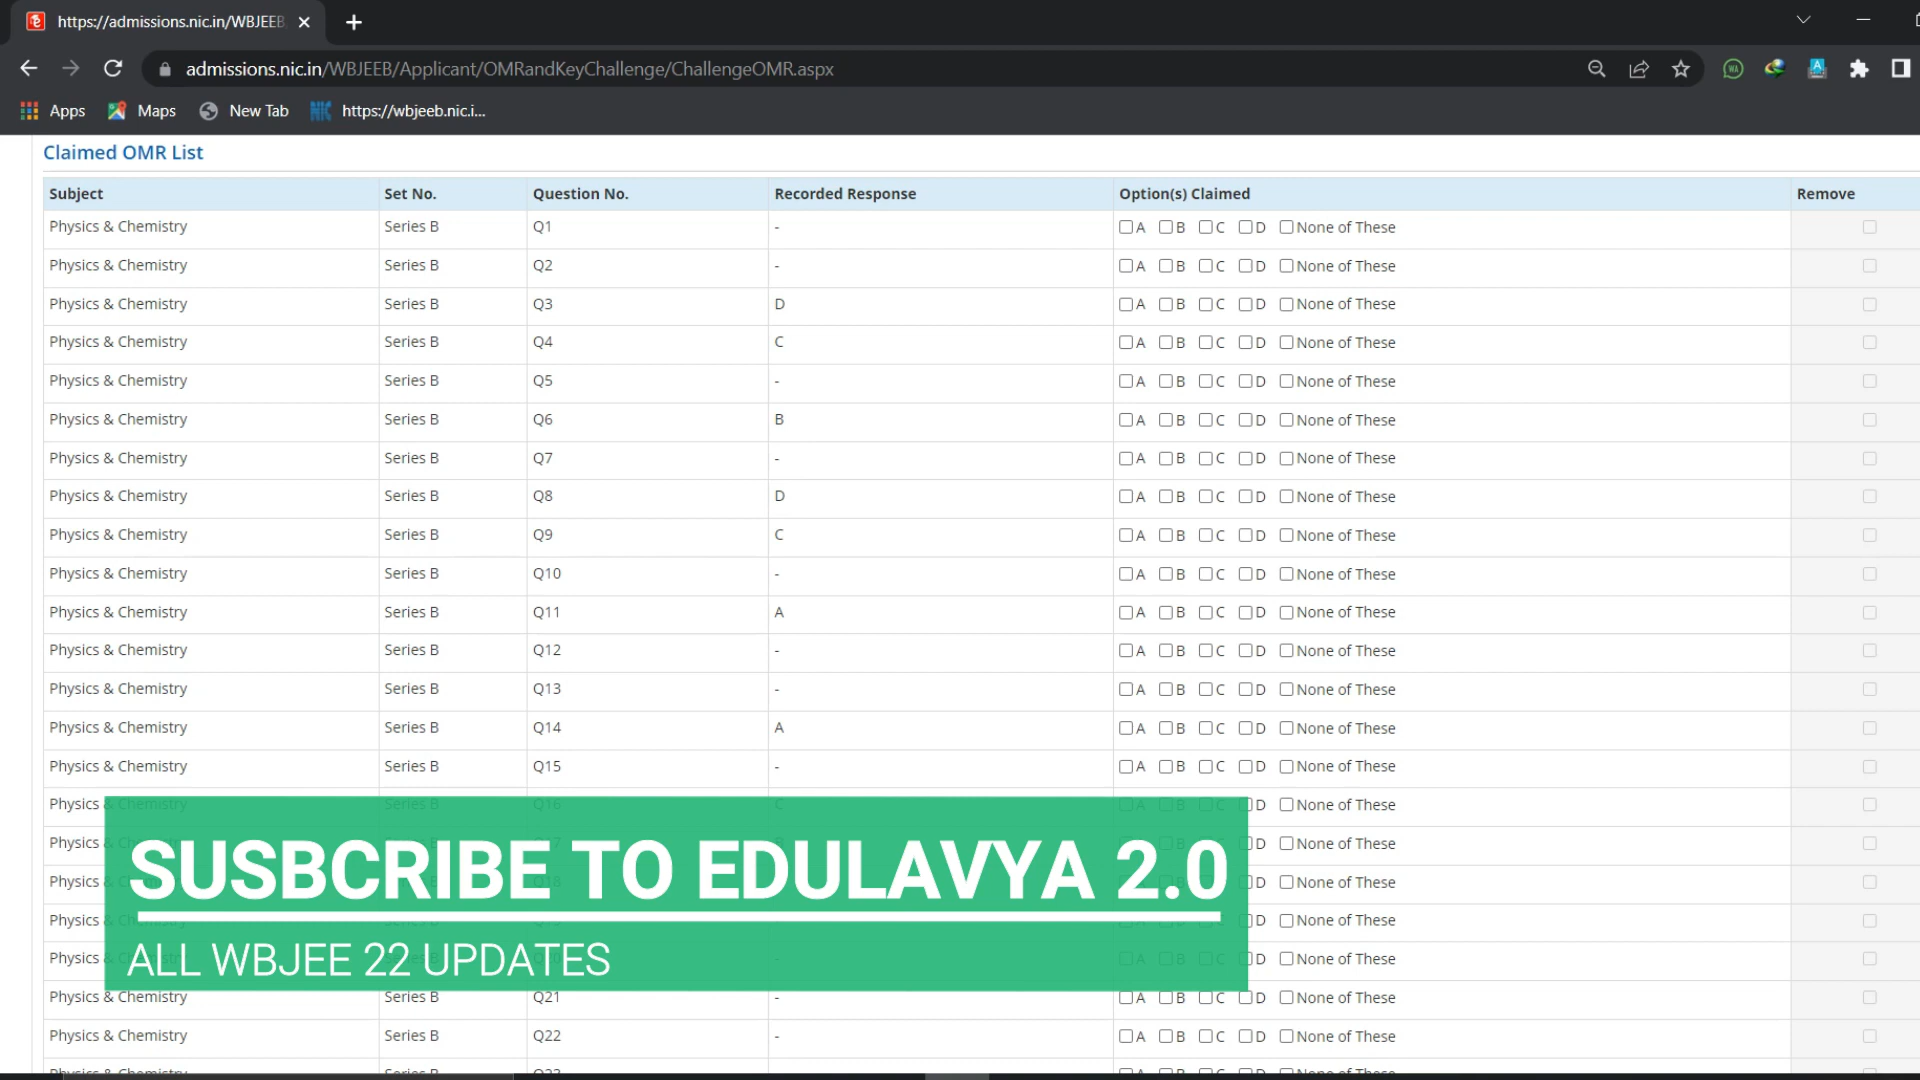 https://admissions.nic.in/WBJEEB
admissions.nic.in/WBJEEB/Applicant/OMRandKeyChallenge/ChallengeOMR.aspx
Apps Maps New Tab https://wbjeeb.nic.i...
Claimed OMR List
Subject Set No. Question No. Recorded Response Option(s) Claimed Remove
Physics & Chemistry Series B Q1 - A B C D None of These
Physics & Chemistry Series B Q2 - A B C D None of These
Physics & Chemistry Series B Q3 D A B C D None of These
Physics & Chemistry Series B Q4 C A B C D None of These
Physics & Chemistry Series B Q5 - A B C D None of These
Physics & Chemistry Series B Q6 B A B C D None of These
Physics & Chemistry Series B Q7 - A B C D None of These
Physics & Chemistry Series B Q8 D A B C D None of These
Physics & Chemistry Series B Q9 C A B C D None of These
Physics & Chemistry Series B Q10 - A B C D None of These
Physics & Chemistry Series B Q11 A A B C D None of These
Physics & Chemistry Series B Q12 - A B C D None of These
Physics & Chemistry Series B Q13 - A B C D None of These
Physics & Chemistry Series B Q14 A A B C D None of These
Physics & Chemistry Series B Q15 - A B C D None of These
Physics & Chemistry Series B Q16 C A B C D None of These
Physics D None of These
SUSBCRIBE TO EDULAVYA 2.0
Physics D None of These
Physics D None of These
ALL WBJEE 22 UPDATES
Physics D None of These
Physics & Chemistry Series B Q21 - A B C D None of These
Physics & Chemistry Series B Q22 - A B C D None of These